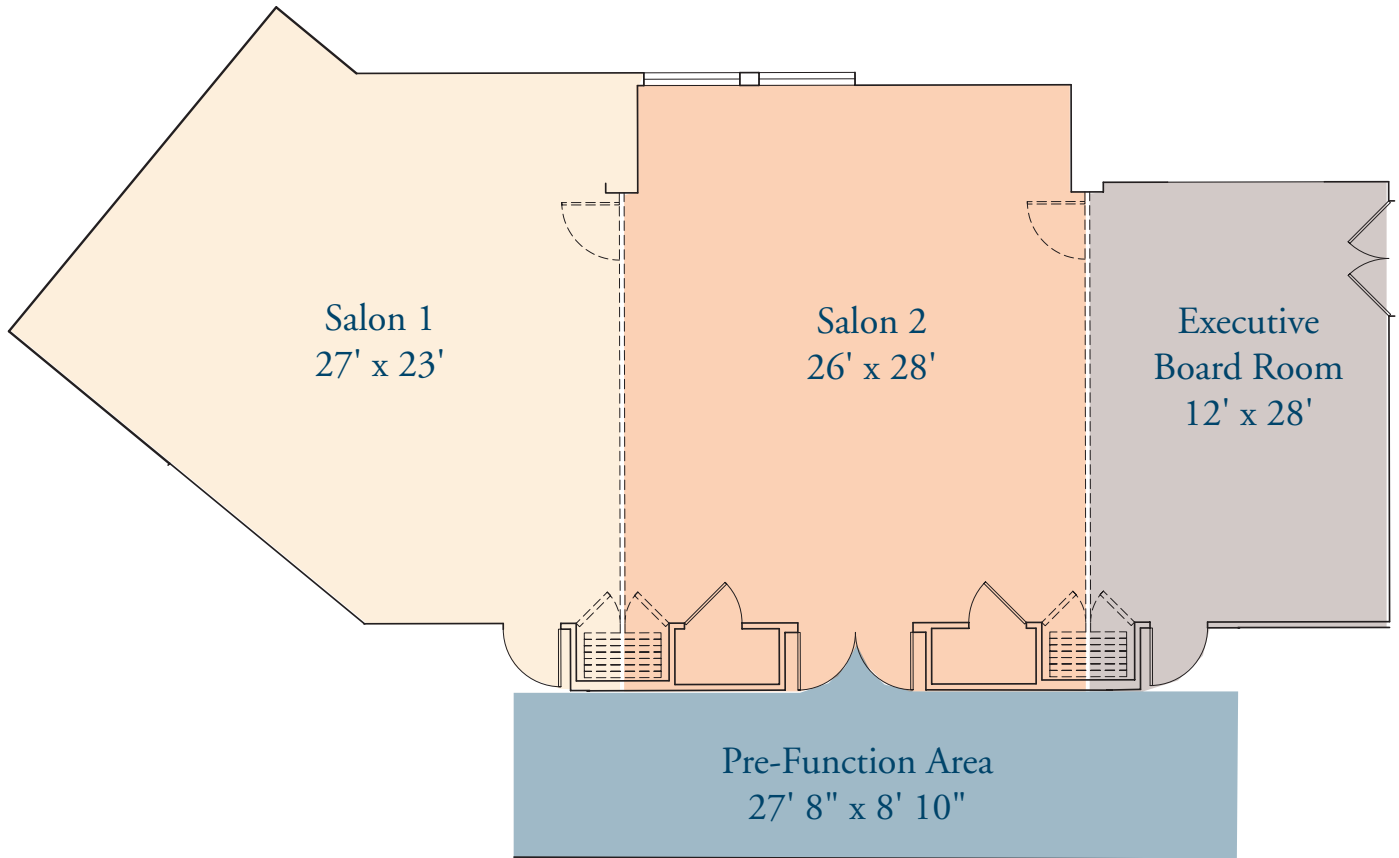 Salon 1
27' x 23'
Salon 2
26' x 28'
Executive
Board Room
12' x 28'
Pre-Function Area
27' 8" x 8' 10"